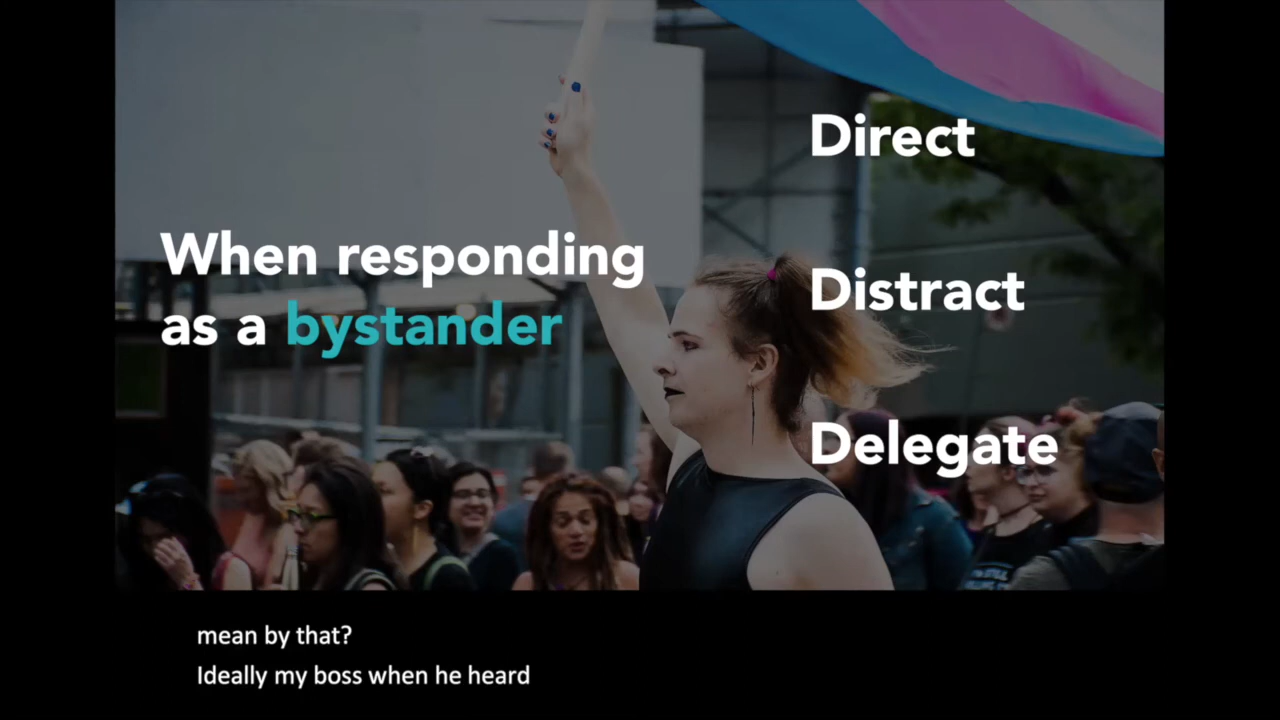 When responding
as a bystander
Direct
Distract
Delegate
mean by that?
Ideally my boss when he heard